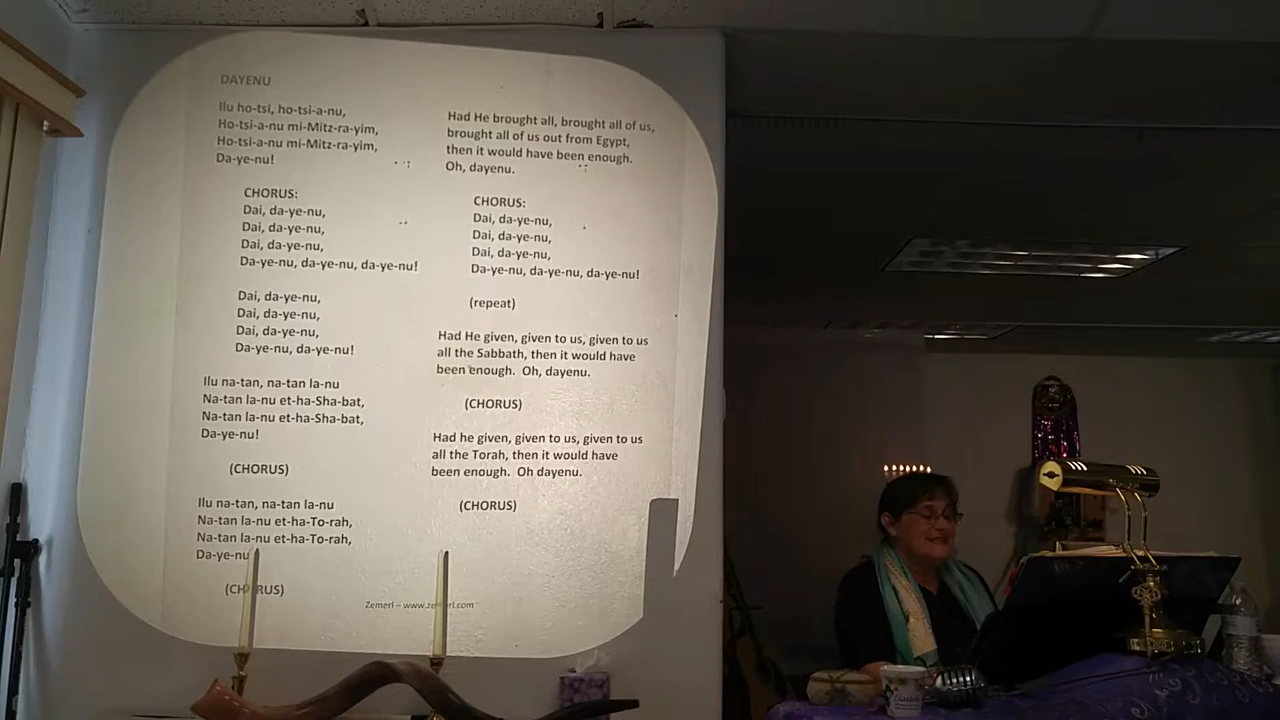 DAYENU
Ilu ho-tsi, ho-tsi-a-nu,
Ho-tsi-a-nu mi-Mitz-ra-yim,
Ho-tsi-a-nu mi-Mitz-ra-yim,
Da-ye-nu!
CHORUS:
Dai, da-ye-nu,
Dai, da-ye-nu,
Dai, da-ye-nu,
Da-ye-nu, da-ye-nu, da-ye-nu!
Dai, da-ye-nu,
Dai, da-ye-nu,
Dai, da-ye-nu,
Da-ye-nu, da-ye-nu!
Ilu na-tan, na-tan la-nu
Na-tan la-nu et-ha-Sha-bat,
Na-tan la-nu et-ha-Sha-bat,
Da-ye-nu!
(CHORUS)
Ilu na-tan, na-tan la-nu
Na-tan la-nu et-ha-To-rah,
Na-tan la-nu et-ha-To-rah,
Da-ye-nu
(CHORUS)
Had He brought all, brought all of us,
brought all of us out from Egypt,
then it would have been enough.
Oh, dayenu.
CHORUS:
Dai, da-ye-nu,
Dai, da-ye-nu,
Dai, da-ye-nu,
Da-ye-nu, da-ye-nu, da-ye-nu!
(repeat)
Had He given, given to us, given to us
all the Sabbath, then it would have
been enough. Oh, dayenu.
(CHORUS)
Had he given, given to us, given to us
all the Torah, then it would have
been enough. Oh dayenu.
(CHORUS)
Zemerl – www.zemerl.com